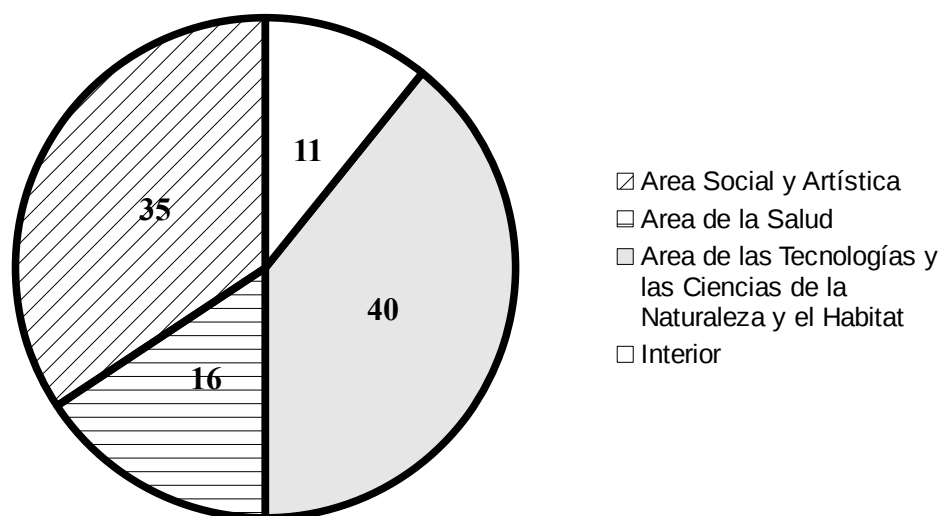 11
35
40
16
Area Social y Artística
Area de la Salud
Area de las Tecnologías y
las Ciencias de la
Naturaleza y el Habitat
Interior